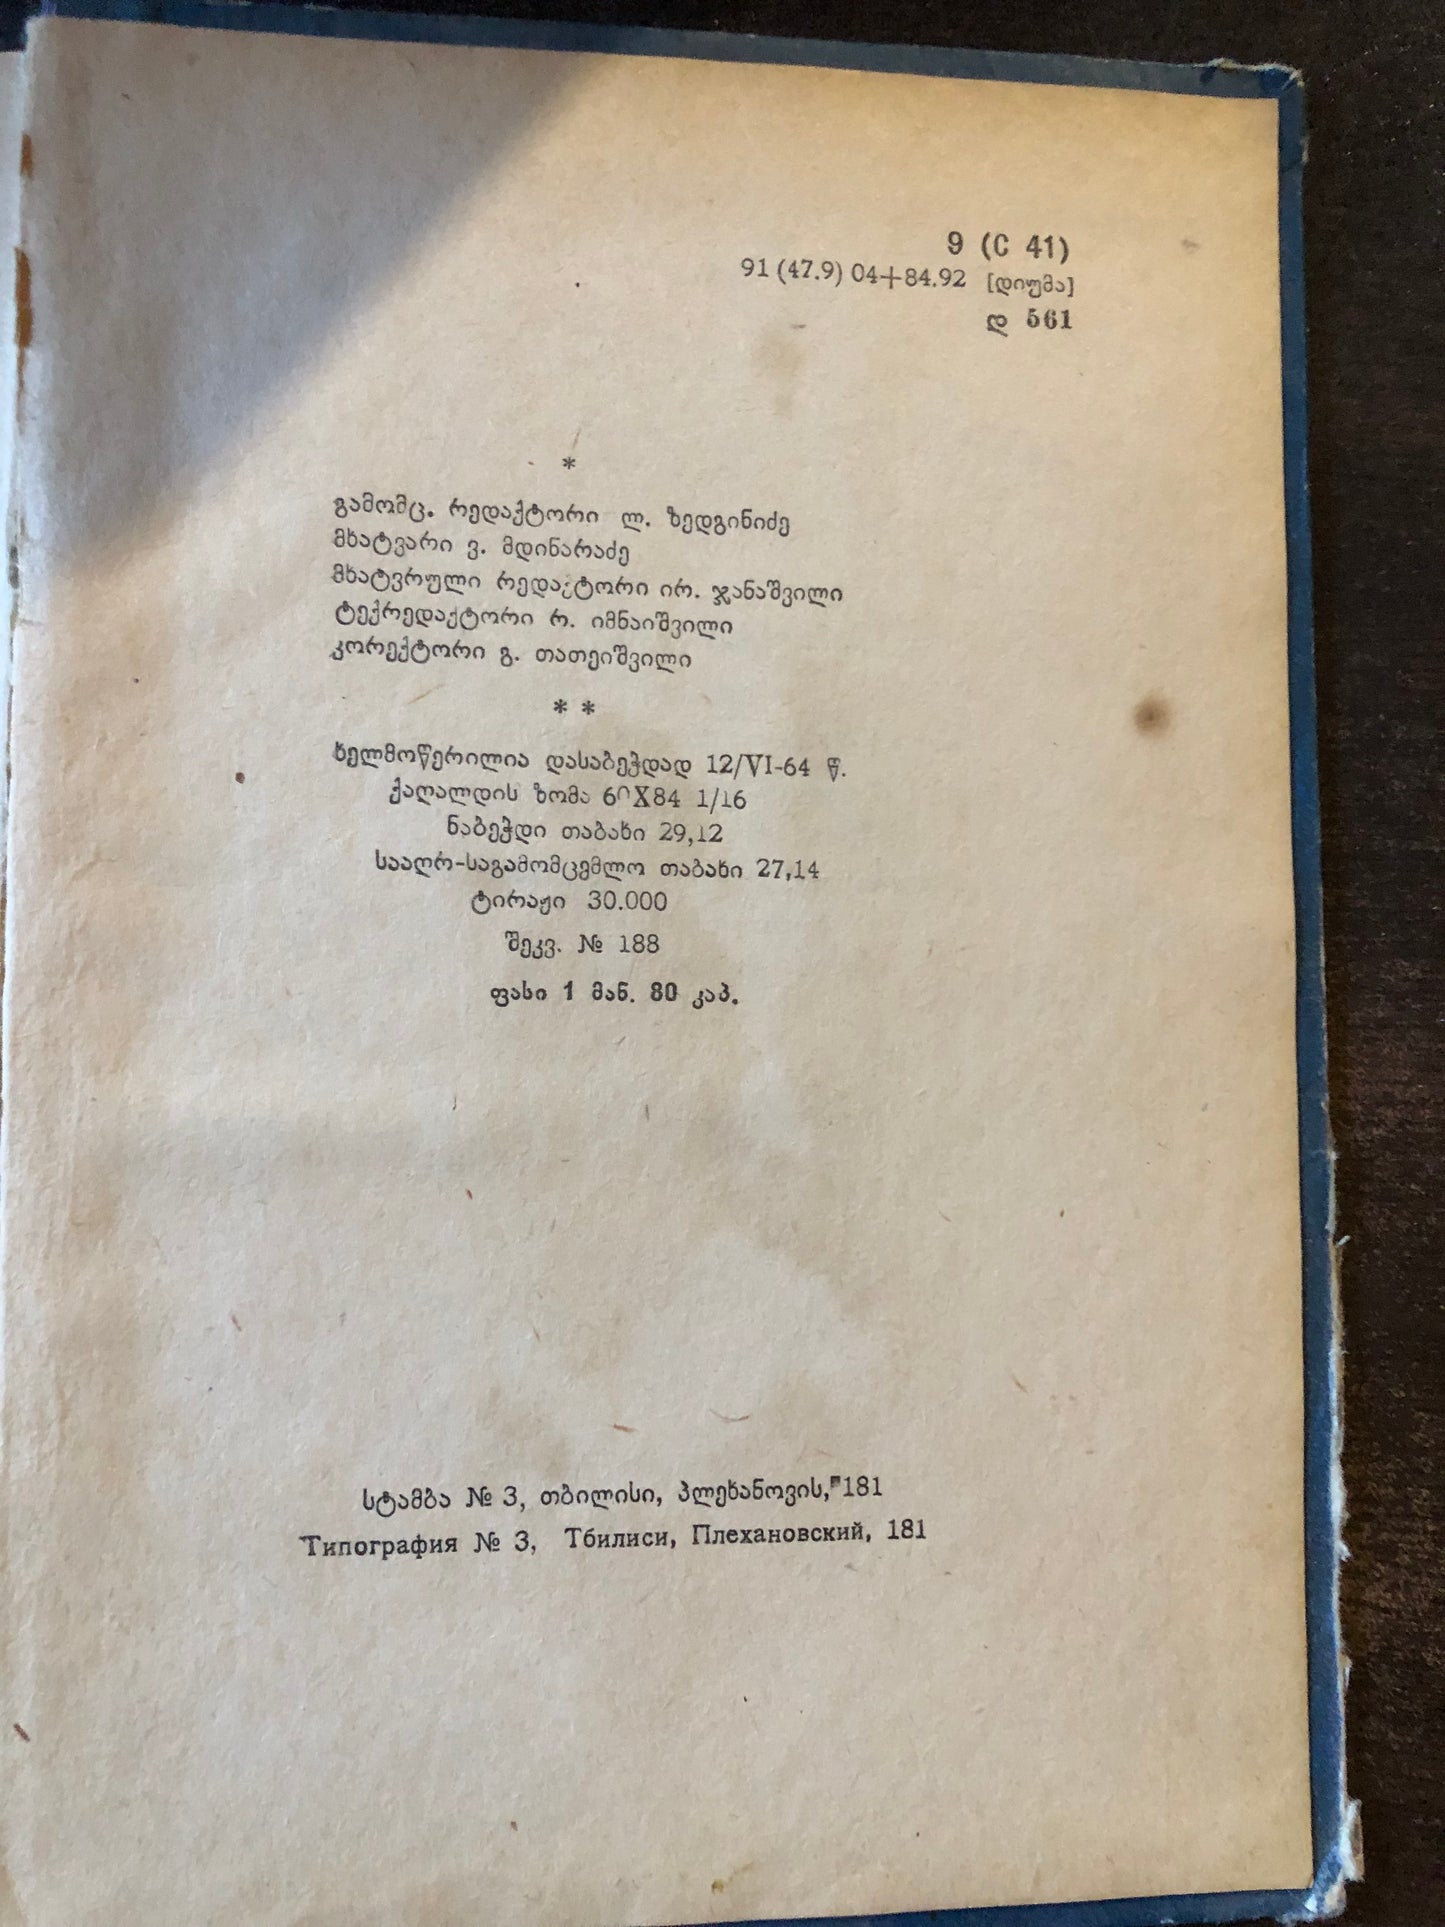 9 (С 41)
91 (47.9) 04+84.92 [დიუმა]
დ 561
*
გამომც. რედაქტორი ლ. ზედგინიძე
მხატვარი ვ. მდინარაძე
მხატვრული რედაქტორი ირ. ჯანაშვილი
ტექრედაქტორი რ. იმნაიშვილი
კორექტორი გ. თათეიშვილი
* *
ხელმოწერილია დასაბეჭდად 12/VI-64 წ.
ქაღალდის ზომა 60X84 1/16
ნაბეჭდი თაბახი 29,12
სააღრ-საგამომცემლო თაბახი 27,14
ტირაჟი 30.000
შეკვ. № 188
ფასი 1 მან. 80 კაპ.
სტამბა № 3, თბილისი, პლეხანოვის, 181
Типография № 3, Тбилиси, Плехановский, 181